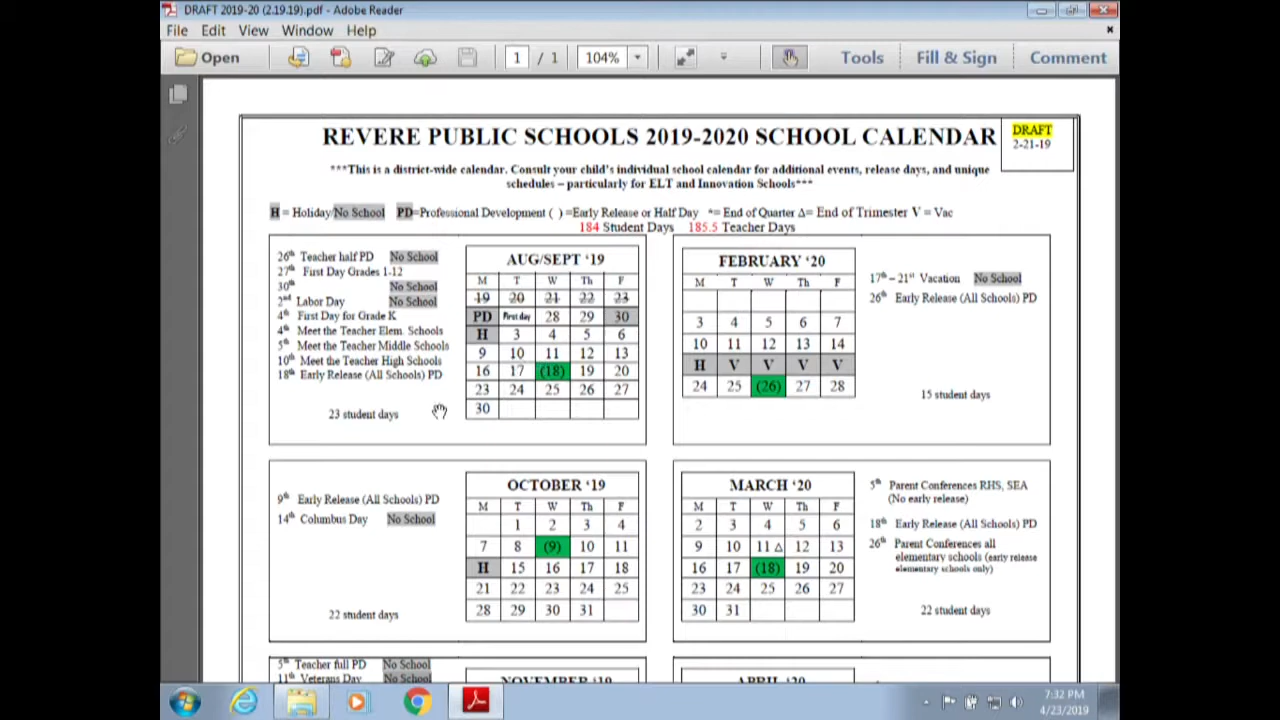 DRAFT 2019-20 (2.19.19).pdf - Adobe Reader
File Edit View Window Help
Open 1 / 1 104% Tools Fill & Sign Comment
REVERE PUBLIC SCHOOLS 2019-2020 SCHOOL CALENDAR
DRAFT
2-21-19
***This is a district-wide calendar. Consult your child's individual school calendar for additional events, release days, and unique
schedules – particularly for ELT and Innovation Schools***
H = Holiday/No School PD=Professional Development ( ) =Early Release or Half Day *= End of Quarter Δ= End of Trimester V = Vac
184 Student Days 185.5 Teacher Days
26th Teacher half PD No School
27th First Day Grades 1-12
30th No School
2nd Labor Day No School
4th First Day for Grade K
4th Meet the Teacher Elem. Schools
5th Meet the Teacher Middle Schools
10th Meet the Teacher High Schools
18th Early Release (All Schools) PD
23 student days
AUG/SEPT '19
M T W Th F
19 20 21 22 23
PD First day 28 29 30
H 3 4 5 6
9 10 11 12 13
16 17 (18) 19 20
23 24 25 26 27
30
FEBRUARY '20
M T W Th F
3 4 5 6 7
10 11 12 13 14
H V V V V
24 25 (26) 27 28
17th – 21st Vacation No School
26th Early Release (All Schools) PD
15 student days
9th Early Release (All Schools) PD
14th Columbus Day No School
22 student days
OCTOBER '19
M T W Th F
1 2 3 4
7 8 (9) 10 11
H 15 16 17 18
21 22 23 24 25
28 29 30 31
MARCH '20
M T W Th F
2 3 4 5 6
9 10 11 Δ 12 13
16 17 (18) 19 20
23 24 25 26 27
30 31
5th Parent Conferences RHS, SEA
(No early release)
18th Early Release (All Schools) PD
26th Parent Conferences all
elementary schools (early release
elementary schools only)
22 student days
5th Teacher full PD No School
11th Veterans Day No School
NOVEMBER '19
APRIL '20
7:32 PM
4/23/2019